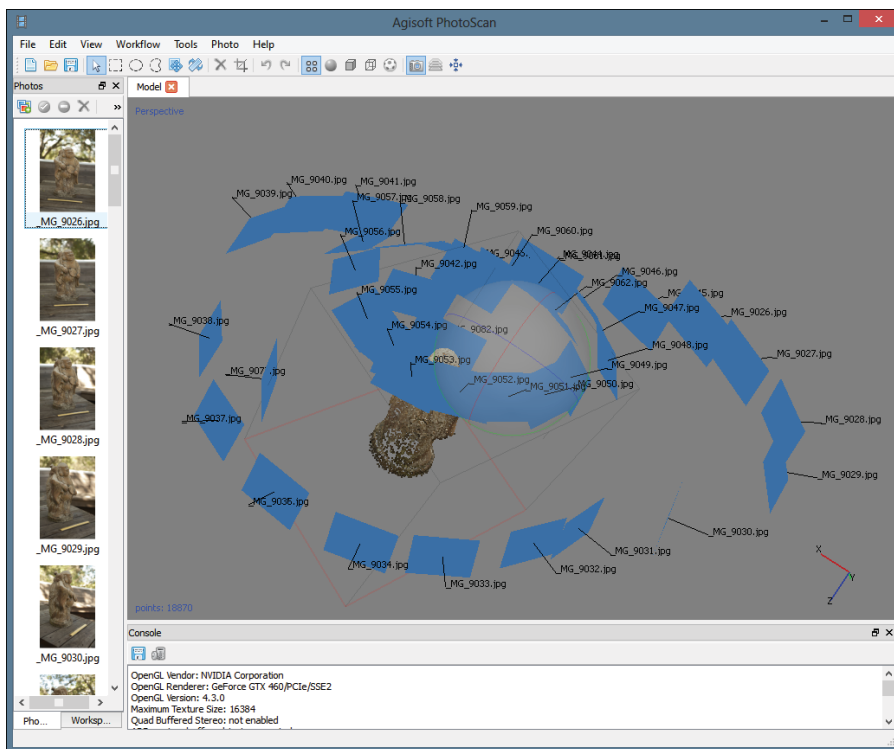 Agisoft PhotoScan
File Edit View Workflow Tools Photo Help
Photos
Model
»
Perspective
_MG_9026.jpg
_MG_9027.jpg
_MG_9028.jpg
_MG_9029.jpg
_MG_9030.jpg
Pho... Worksp...
_MG_9039.jpg
_MG_9040.jpg
_MG_9041.jpg
_MG_9057.jpg
_MG_9058.jpg
_MG_9059.jpg
_MG_9060.jpg
_MG_9056.jpg
_MG_9042.jpg
_MG_9046.jpg
_MG_9062.jpg
_MG_9026.jpg
_MG_9055.jpg
_MG_9047.jpg
_MG_9038.jpg
_MG_9054.jpg
_MG_9082.jpg
_MG_9048.jpg
_MG_9027.jpg
_MG_9053.jpg
_MG_9049.jpg
_MG_9052.jpg
_MG_9051.jpg
_MG_9050.jpg
_MG_9037.jpg
_MG_9028.jpg
_MG_9029.jpg
_MG_9030.jpg
_MG_9031.jpg
_MG_9034.jpg
_MG_9033.jpg
_MG_9032.jpg
X
Y
Z
points: 18870
Console
OpenGL Vendor: NVIDIA Corporation
OpenGL Renderer: GeForce GTX 460/PCIe/SSE2
OpenGL Version: 4.3.0
Maximum Texture Size: 16384
Quad Buffered Stereo: not enabled